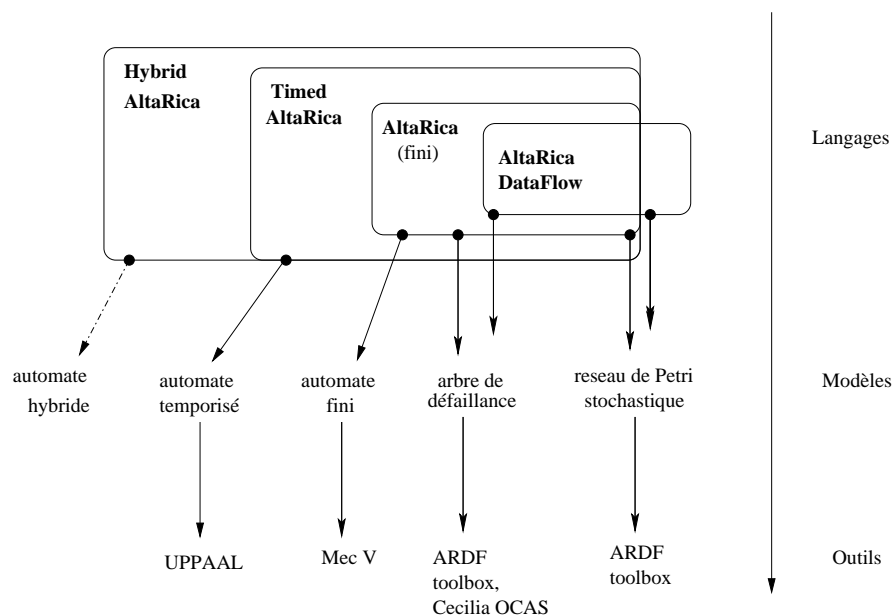 Hybrid
AltaRica
Timed
AltaRica
AltaRica
(fini)
AltaRica
DataFlow
Langages
automate
hybride
automate
temporisé
automate
fini
arbre de
défaillance
reseau de Petri
stochastique
Modèles
UPPAAL
Mec V
ARDF
toolbox,
Cecilia OCAS
ARDF
toolbox
Outils